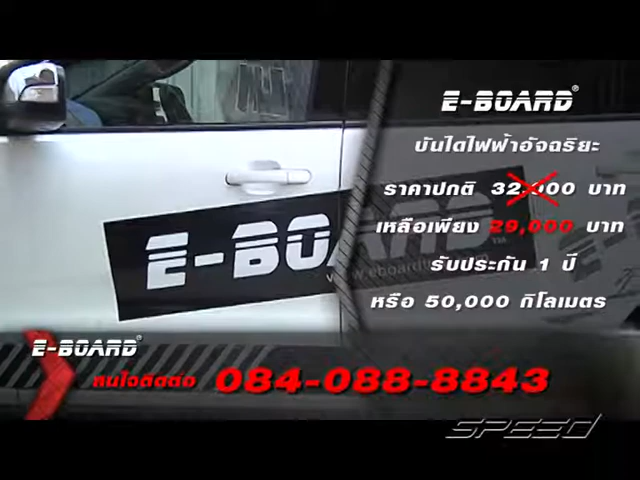 E-BOARD®
บันไดไฟฟ้าอัจฉริยะ
ราคาปกติ 32,000 บาท
เหลือเพียง 29,000 บาท
รับประกัน 1 ปี
หรือ 50,000 กิโลเมตร
E-BOARD™
E-BOARD®
สนใจติดต่อ 084-088-8843
SPEED